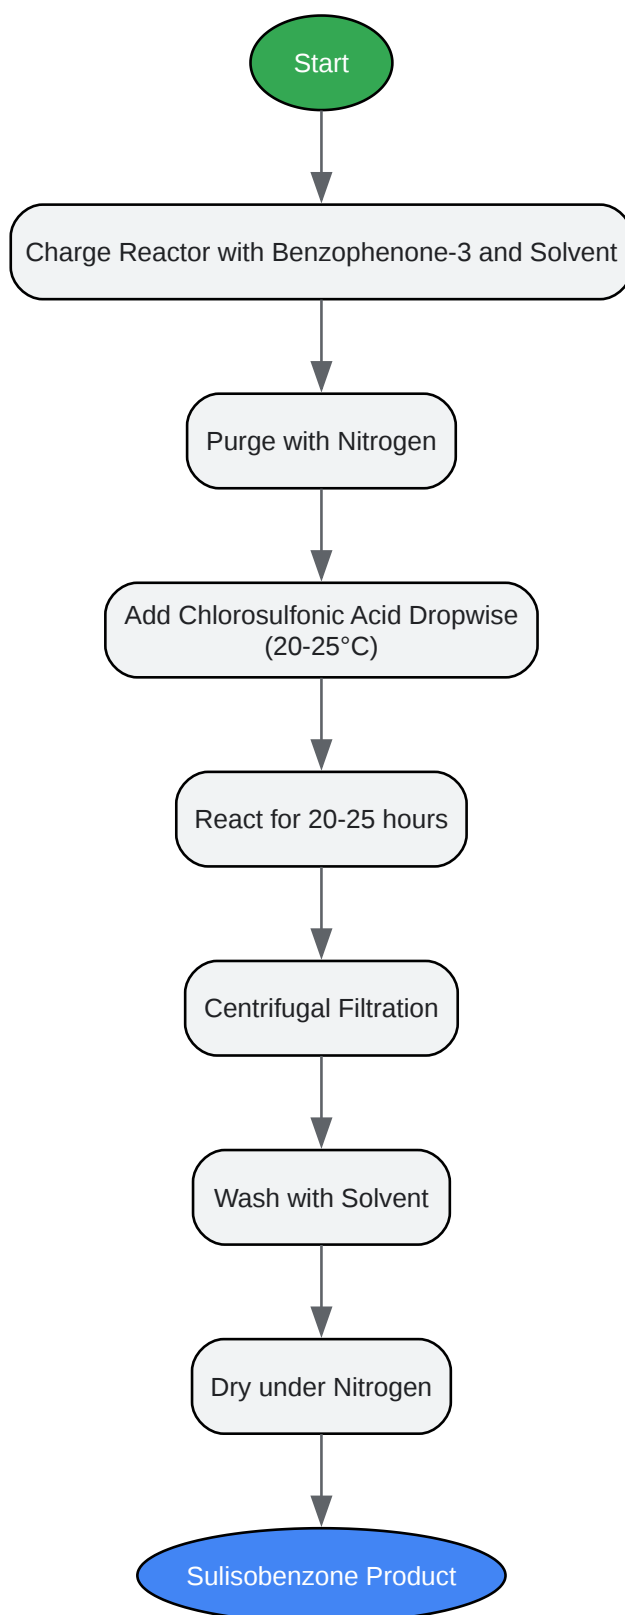 Start
Charge Reactor with Benzophenone-3 and Solvent
Purge with Nitrogen
Add Chlorosulfonic Acid Dropwise
(20-25°C)
React for 20-25 hours
Centrifugal Filtration
Wash with Solvent
Dry under Nitrogen
Sulisobenzone Product